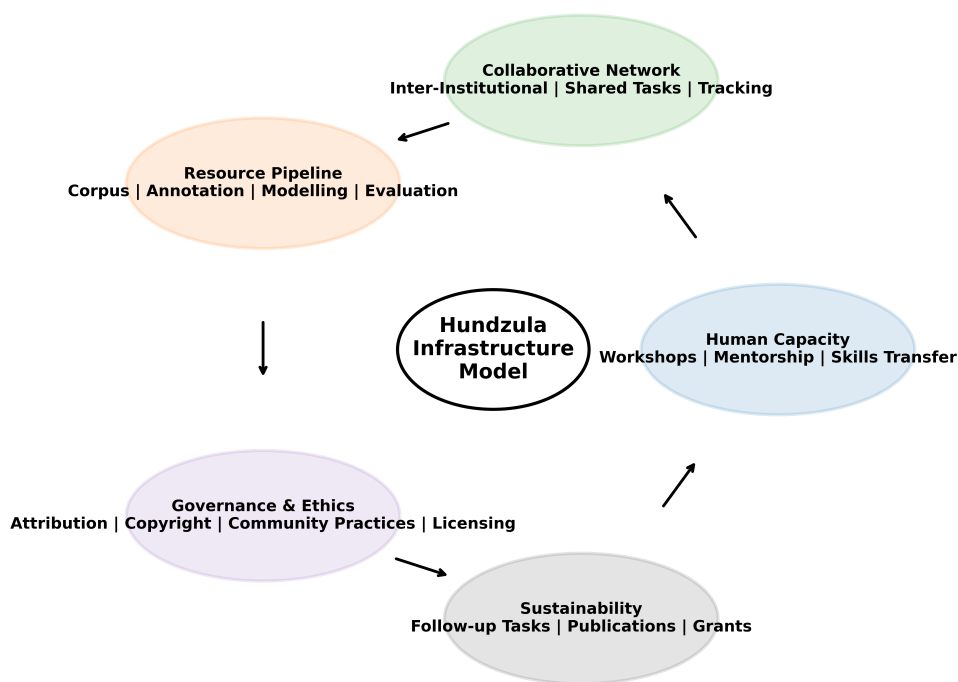 Collaborative Network
Inter-Institutional | Shared Tasks | Tracking
Resource Pipeline
Corpus | Annotation | Modelling | Evaluation
Hundzula
Infrastructure
Model
Human Capacity
Workshops | Mentorship | Skills Transfer
Governance & Ethics
Attribution | Copyright | Community Practices | Licensing
Sustainability
Follow-up Tasks | Publications | Grants